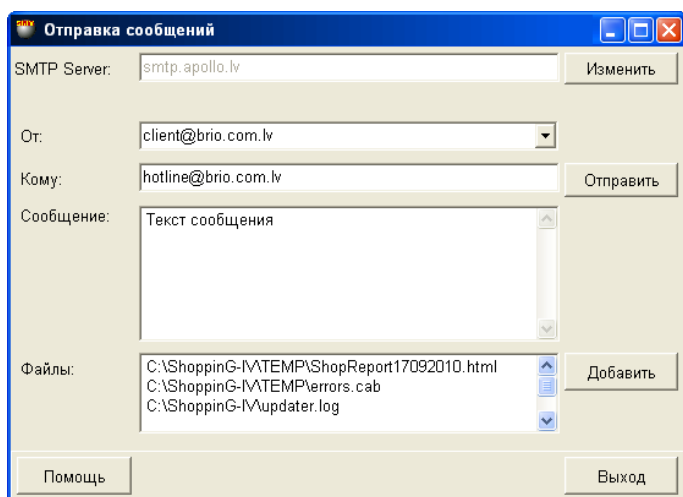 Отправка сообщений
SMTP Server: smtp.apollo.lv Изменить
От: client@brio.com.lv
Кому: hotline@brio.com.lv Отправить
Сообщение: Текст сообщения
Файлы: C:\ShoppinG-IV\TEMP\ShopReport17092010.html Добавить
C:\ShoppinG-IV\TEMP\errors.cab
C:\ShoppinG-IV\updater.log
Помощь Выход